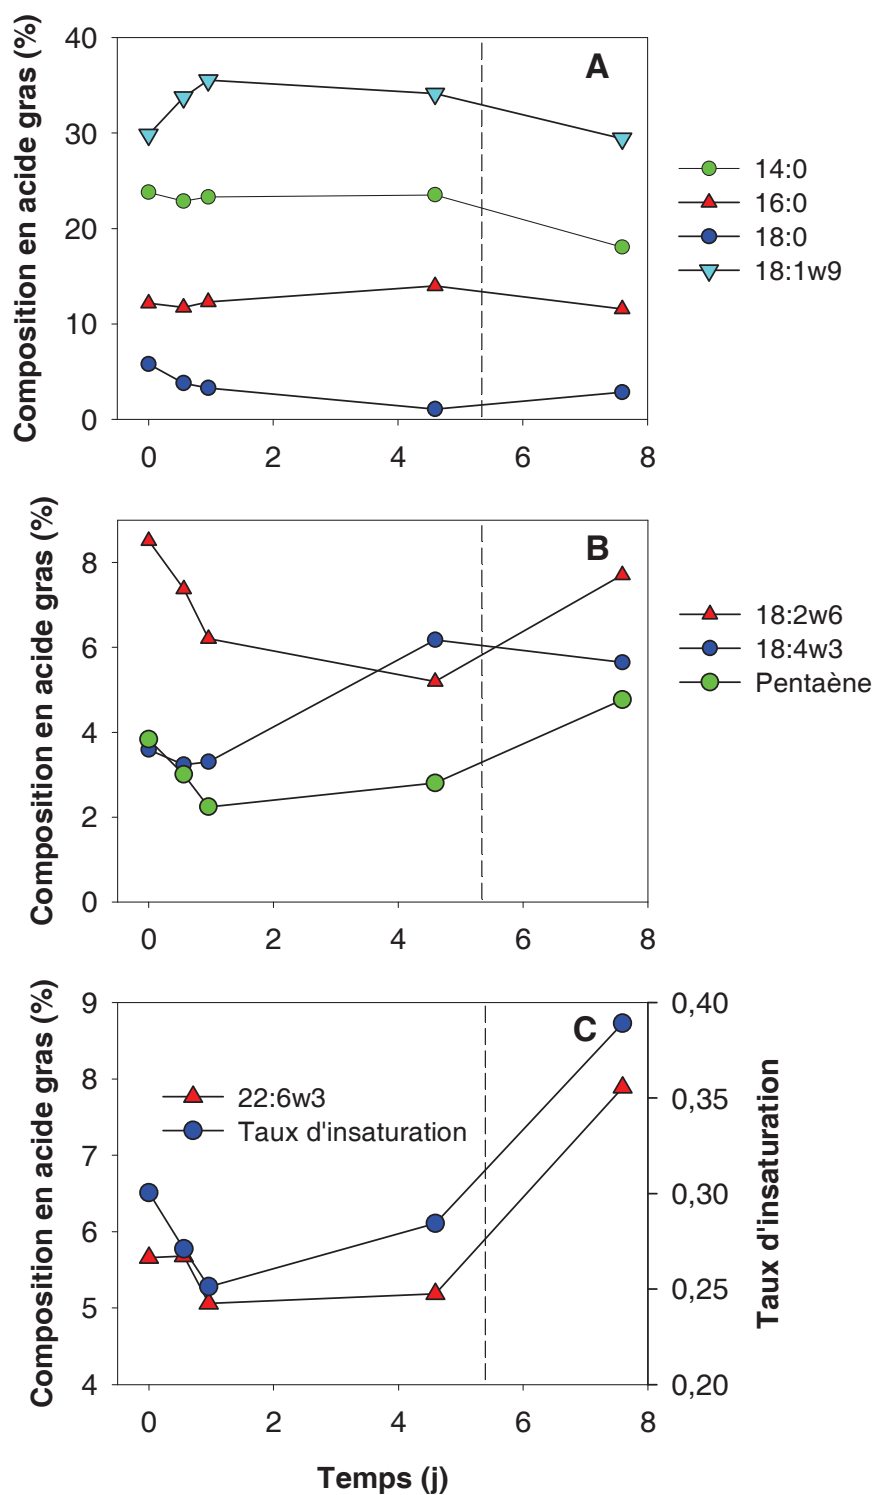 Composition en acide gras (%)
40
30
20
10
0
A
0 2 4 6 8
14:0
16:0
18:0
18:1w9
Composition en acide gras (%)
8
6
4
2
0
B
0 2 4 6 8
18:2w6
18:4w3
Pentaène
Composition en acide gras (%)
9
8
7
6
5
4
C
22:6w3
Taux d'insaturation
0,40
0,35
0,30
0,25
0,20
Taux d'insaturation
0 2 4 6 8
Temps (j)